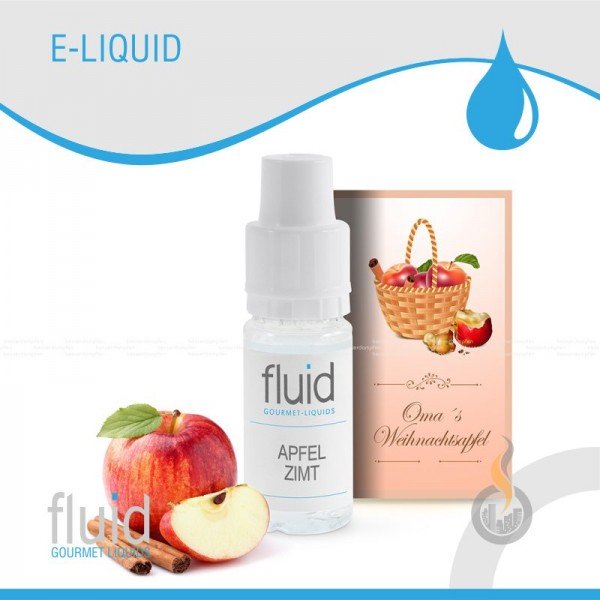 E-LIQUID
fluid
GOURMET-LIQUIDS
APFEL
ZIMT
Oma ´s
Weihnachtsapfel
fluid
GOURMET LIQUIDS